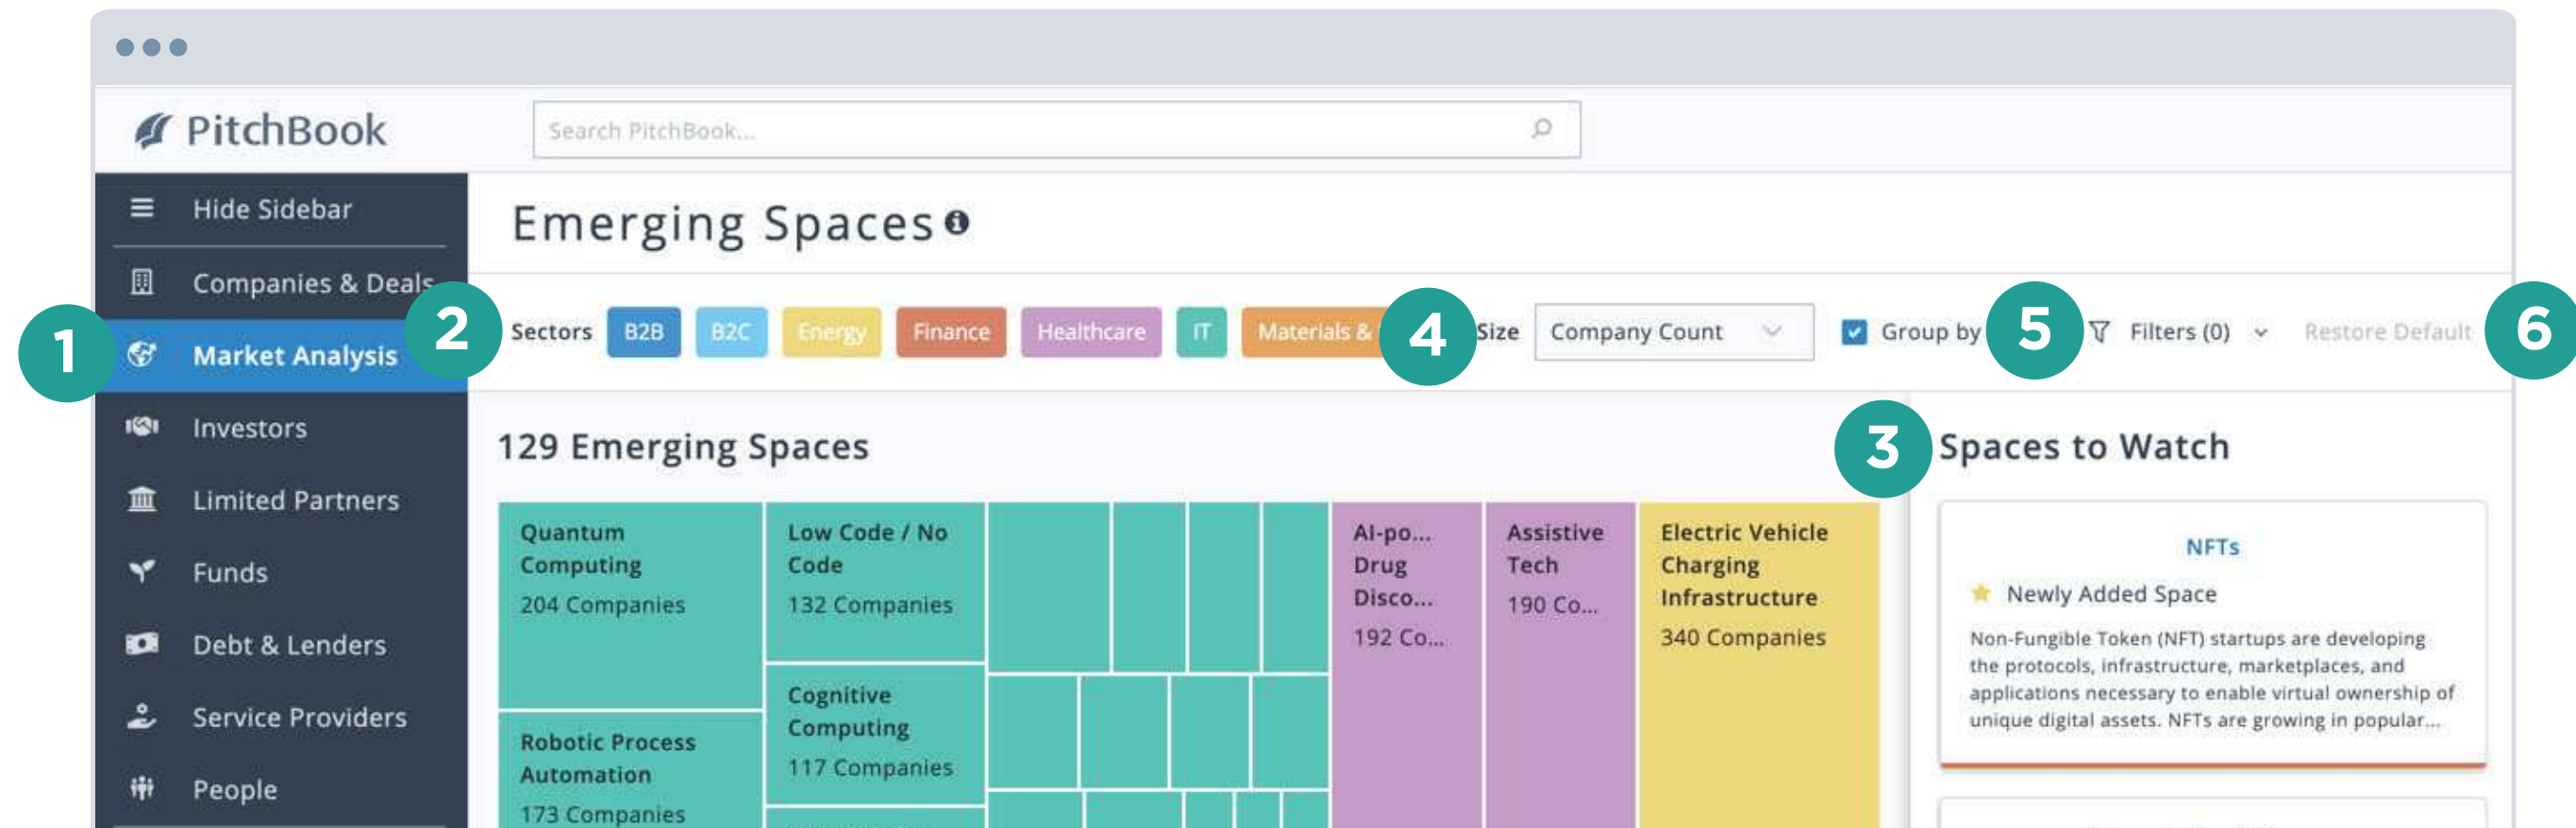 PitchBook
Search PitchBook...
Hide Sidebar
Companies & Deals
Market Analysis
Investors
Limited Partners
Funds
Debt & Lenders
Service Providers
People
1
Emerging Spaces
2
Sectors B2B B2C Energy Finance Healthcare IT Materials &
4
Size Company Count Group by
5
Filters (0) Restore Default
6
129 Emerging Spaces
Quantum
Computing
204 Companies
Robotic Process
Automation
173 Companies
Low Code / No
Code
132 Companies
Cognitive
Computing
117 Companies
AI-po...
Drug
Disco...
192 Co...
Assistive
Tech
190 Co...
Electric Vehicle
Charging
Infrastructure
340 Companies
3
Spaces to Watch
NFTs
Newly Added Space
Non-Fungible Token (NFT) startups are developing
the protocols, infrastructure, marketplaces, and
applications necessary to enable virtual ownership of
unique digital assets. NFTs are growing in popular...